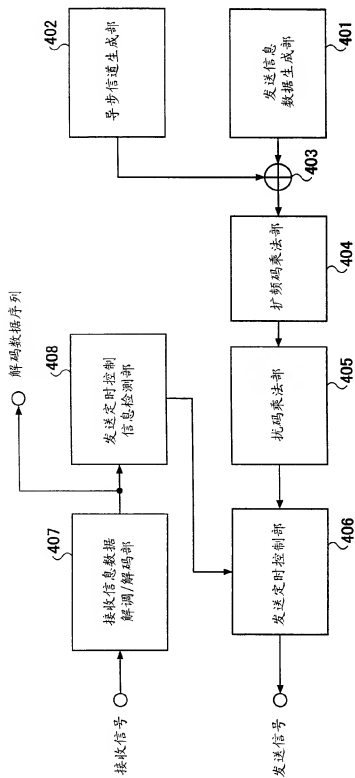 解码数据序列
402
导步信道生成部
408
发送定时控制
信息检测部
407
接收信息数据
解调/解码部
接收信号
401
发送信息
数据生成部
403
扩频码乘法部
404
扰码乘法部
405
发送定时控制部
406
发送信号